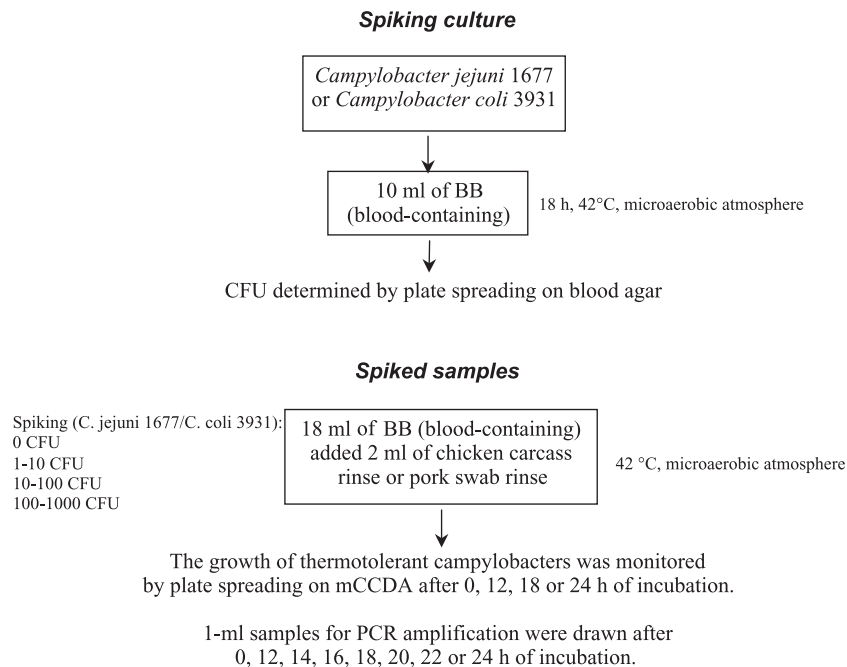 Spiking culture
Campylobacter jejuni 1677
or Campylobacter coli 3931
10 ml of BB
(blood-containing)
18 h, 42°C, microaerobic atmosphere
CFU determined by plate spreading on blood agar
Spiked samples
Spiking (C. jejuni 1677/C. coli 3931):
0 CFU
1-10 CFU
10-100 CFU
100-1000 CFU
18 ml of BB (blood-containing)
added 2 ml of chicken carcass
rinse or pork swab rinse
42 °C, microaerobic atmosphere
The growth of thermotolerant campylobacters was monitored
by plate spreading on mCCDA after 0, 12, 18 or 24 h of incubation.
1-ml samples for PCR amplification were drawn after
0, 12, 14, 16, 18, 20, 22 or 24 h of incubation.